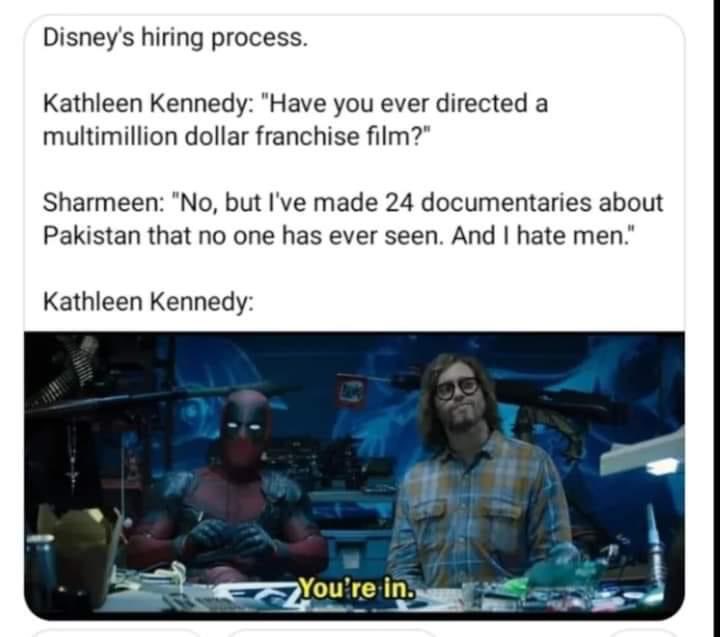 Disney's hiring process.
Kathleen Kennedy: "Have you ever directed a
multimillion dollar franchise film?"
Sharmeen: "No, but I've made 24 documentaries about
Pakistan that no one has ever seen. And I hate men."
Kathleen Kennedy:
You're in.